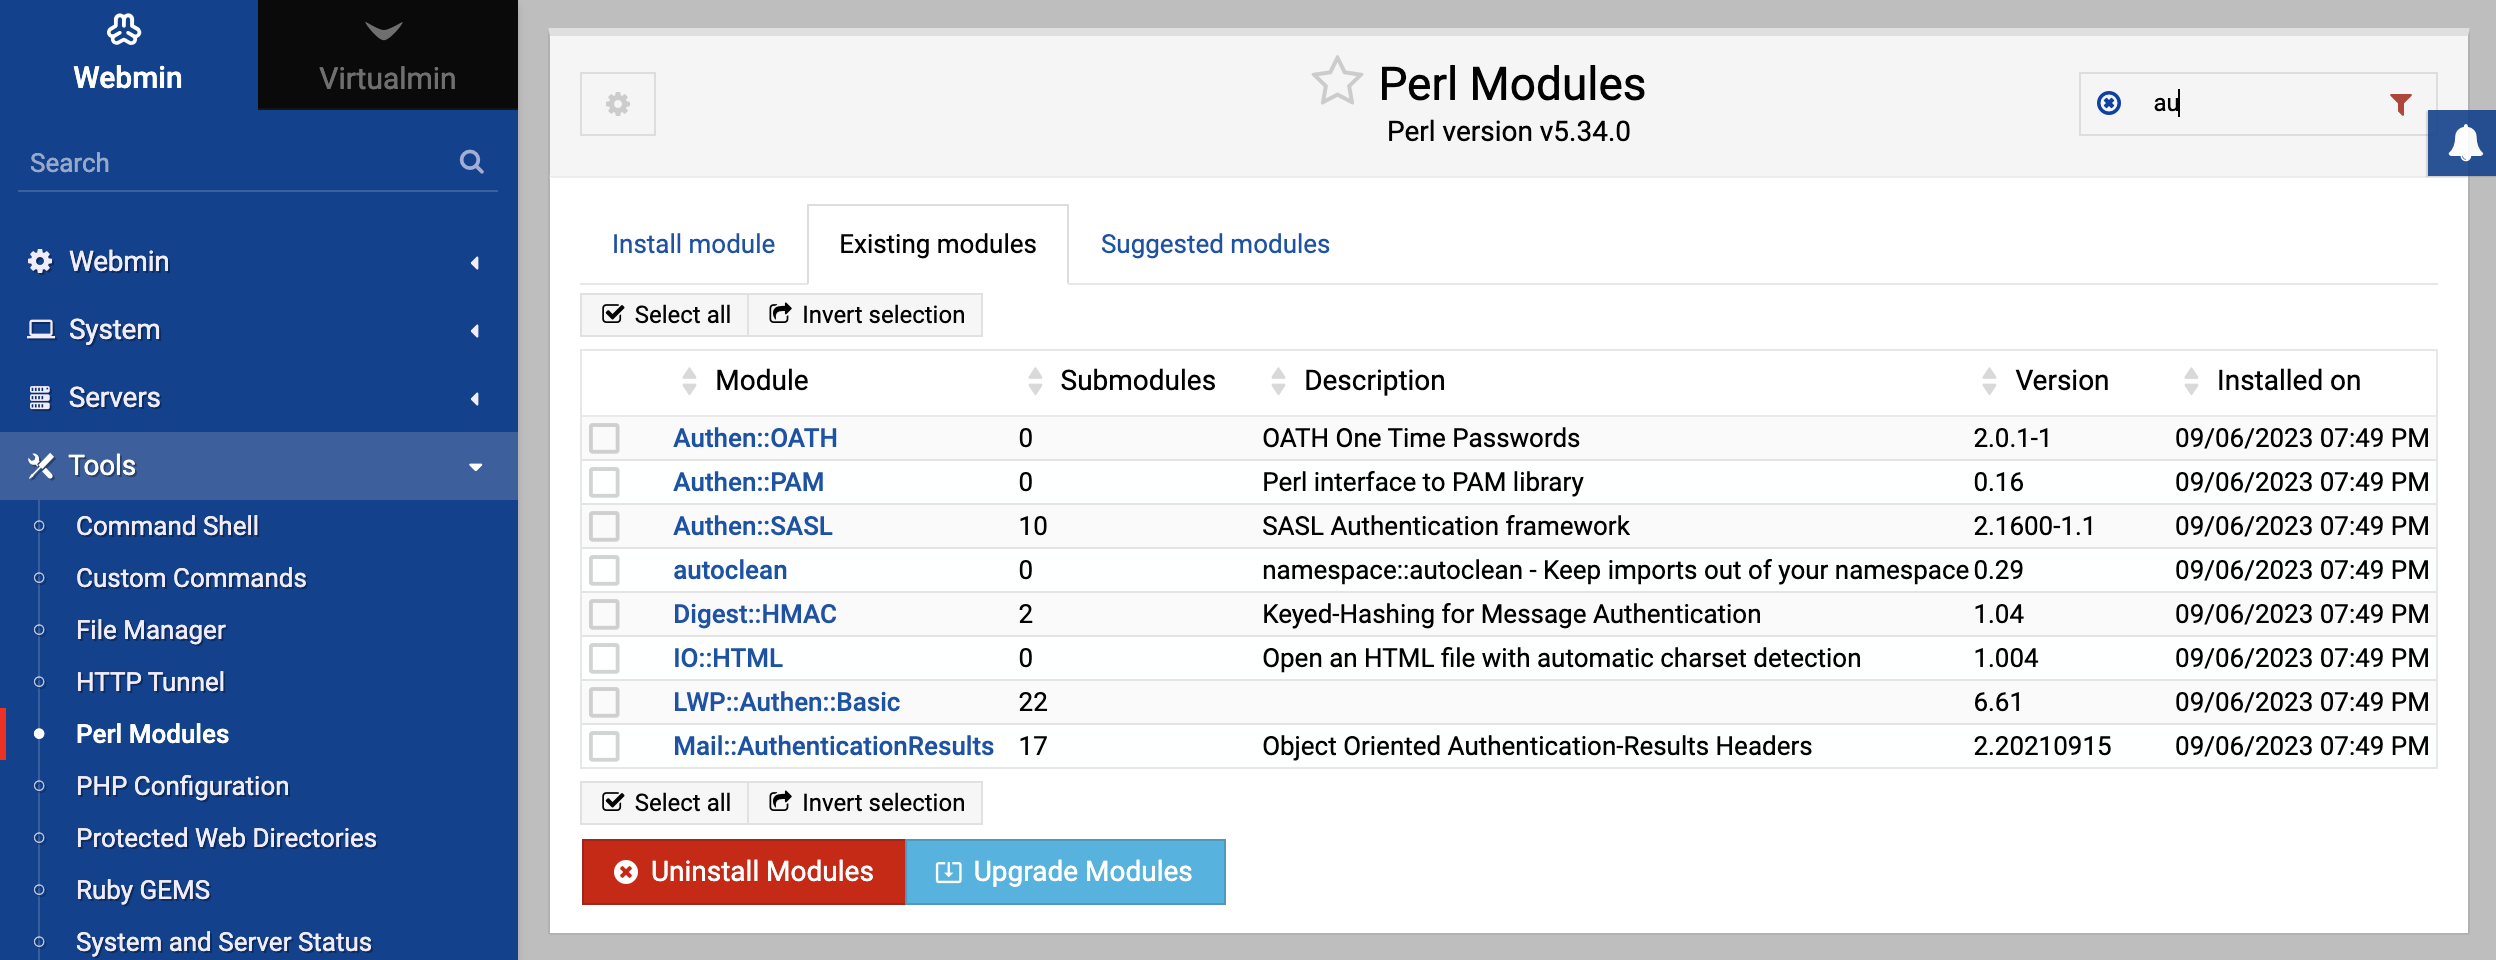 Webmin
Virtualmin
Search
Webmin
System
Servers
Tools
Command Shell
Custom Commands
File Manager
HTTP Tunnel
Perl Modules
PHP Configuration
Protected Web Directories
Ruby GEMS
System and Server Status
Perl Modules
Perl version v5.34.0
au
Install module Existing modules Suggested modules
Select all Invert selection
Module Submodules Description Version Installed on
Authen::OATH 0 OATH One Time Passwords 2.0.1-1 09/06/2023 07:49 PM
Authen::PAM 0 Perl interface to PAM library 0.16 09/06/2023 07:49 PM
Authen::SASL 10 SASL Authentication framework 2.1600-1.1 09/06/2023 07:49 PM
autoclean 0 namespace::autoclean - Keep imports out of your namespace 0.29 09/06/2023 07:49 PM
Digest::HMAC 2 Keyed-Hashing for Message Authentication 1.04 09/06/2023 07:49 PM
IO::HTML 0 Open an HTML file with automatic charset detection 1.004 09/06/2023 07:49 PM
LWP::Authen::Basic 22 6.61 09/06/2023 07:49 PM
Mail::AuthenticationResults 17 Object Oriented Authentication-Results Headers 2.20210915 09/06/2023 07:49 PM
Select all Invert selection
Uninstall Modules Upgrade Modules